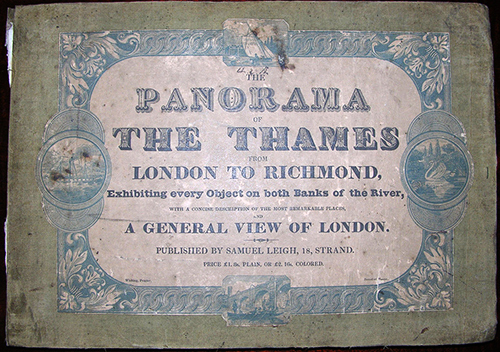 THE
PANORAMA
OF
THE THAMES
FROM
LONDON TO RICHMOND,
Exhibiting every Object on both Banks of the River,
WITH A CONCISE DESCRIPTION OF THE MOST REMARKABLE PLACES,
AND
A GENERAL VIEW OF LONDON.
PUBLISHED BY SAMUEL LEIGH, 18, STRAND.
PRICE £1. 8s. PLAIN, OR £2. 16s. COLORED.